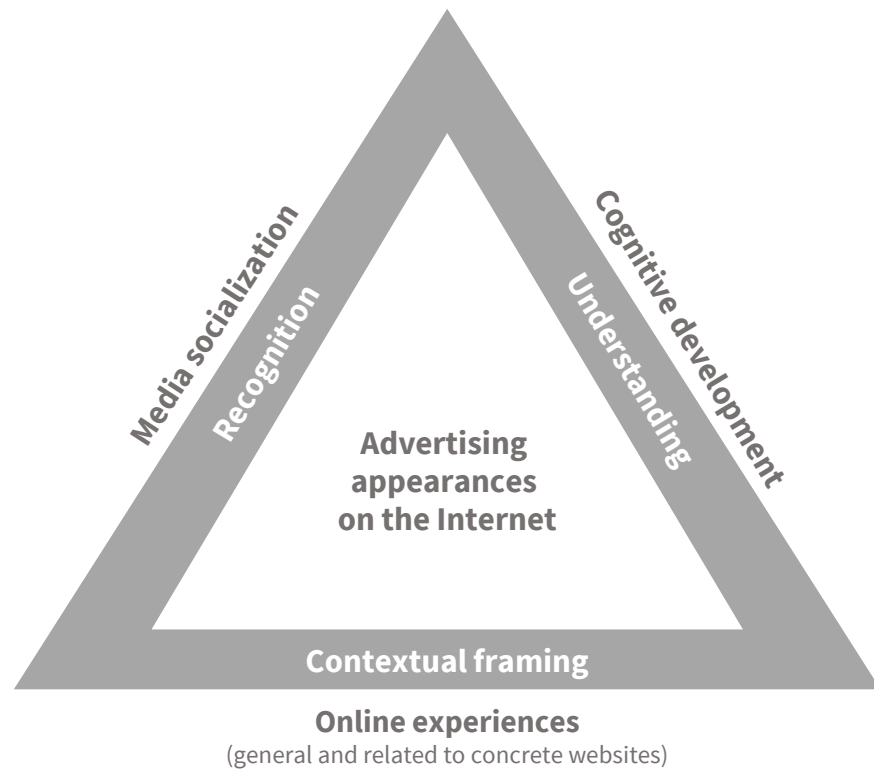 Media socialization
Recognition
Cognitive development
Understanding
Advertising
appearances
on the Internet
Contextual framing
Online experiences
(general and related to concrete websites)